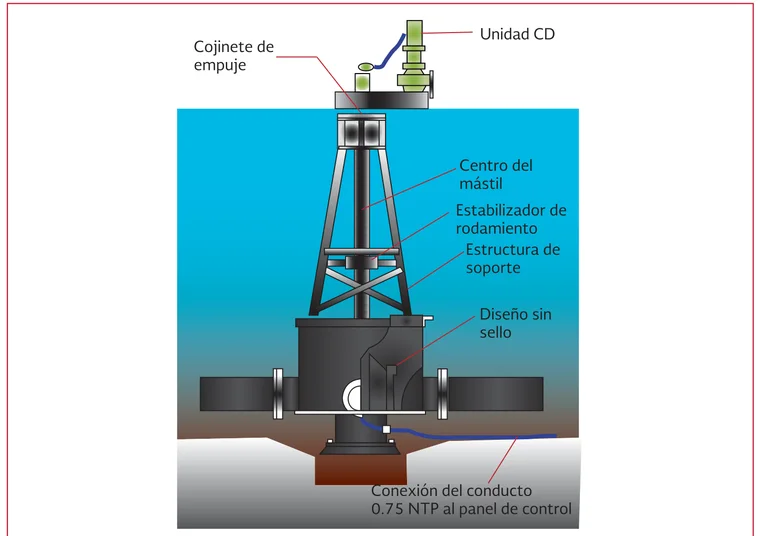 Unidad CD
Cojinete de
empuje
Centro del
mástil
Estabilizador de
rodamiento
Estructura de
soporte
Diseño sin
sello
Conexión del conducto
0.75 NTP al panel de control